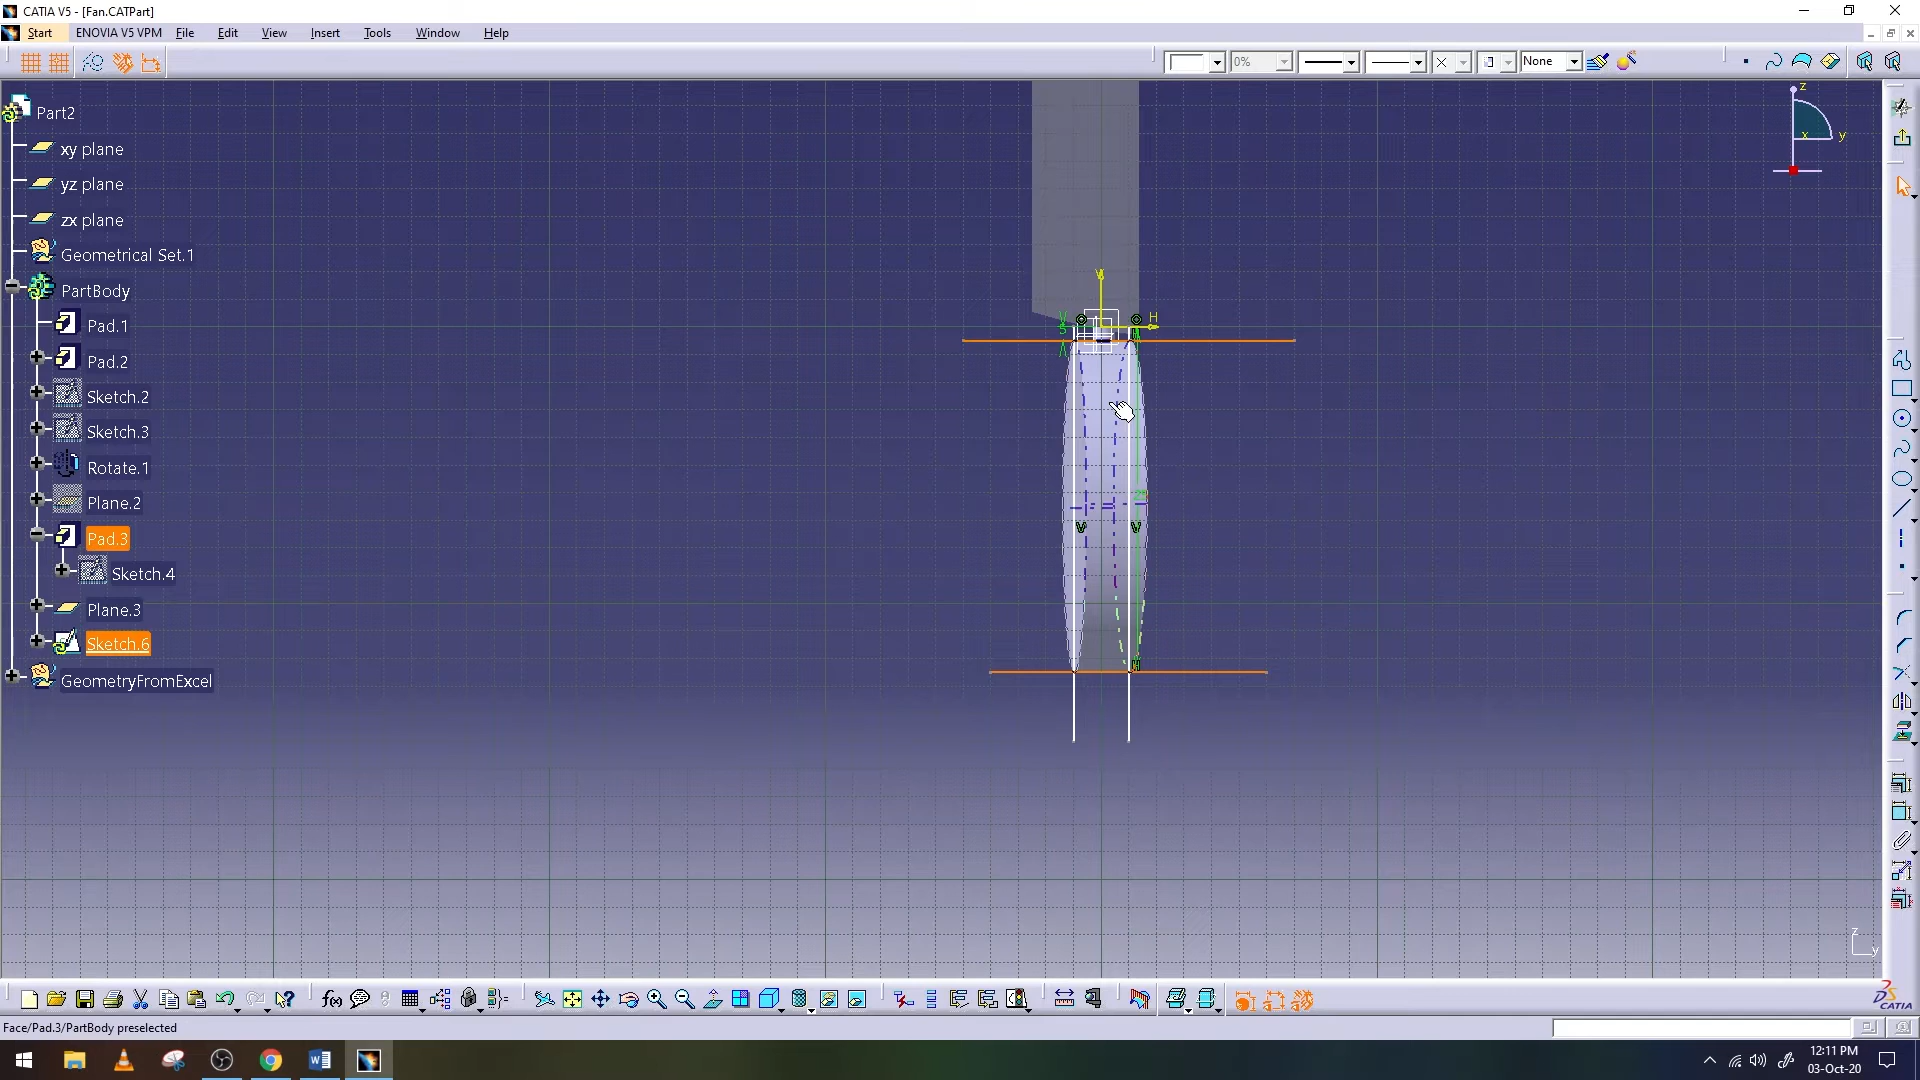 CATIA V5 - [Fan.CATPart]
Start ENOVIA V5 VPM File Edit View Insert Tools Window Help
0% None
Part2
xy plane
yz plane
zx plane
Geometrical Set.1
PartBody
Pad.1
Pad.2
Sketch.2
Sketch.3
Rotate.1
Plane.2
Pad.3
Sketch.4
Plane.3
Sketch.6
GeometryFromExcel
z
x y
V
H
V
V V
H
z
y
f(x)
CATIA
Face/Pad.3/PartBody preselected
12:11 PM
03-Oct-20